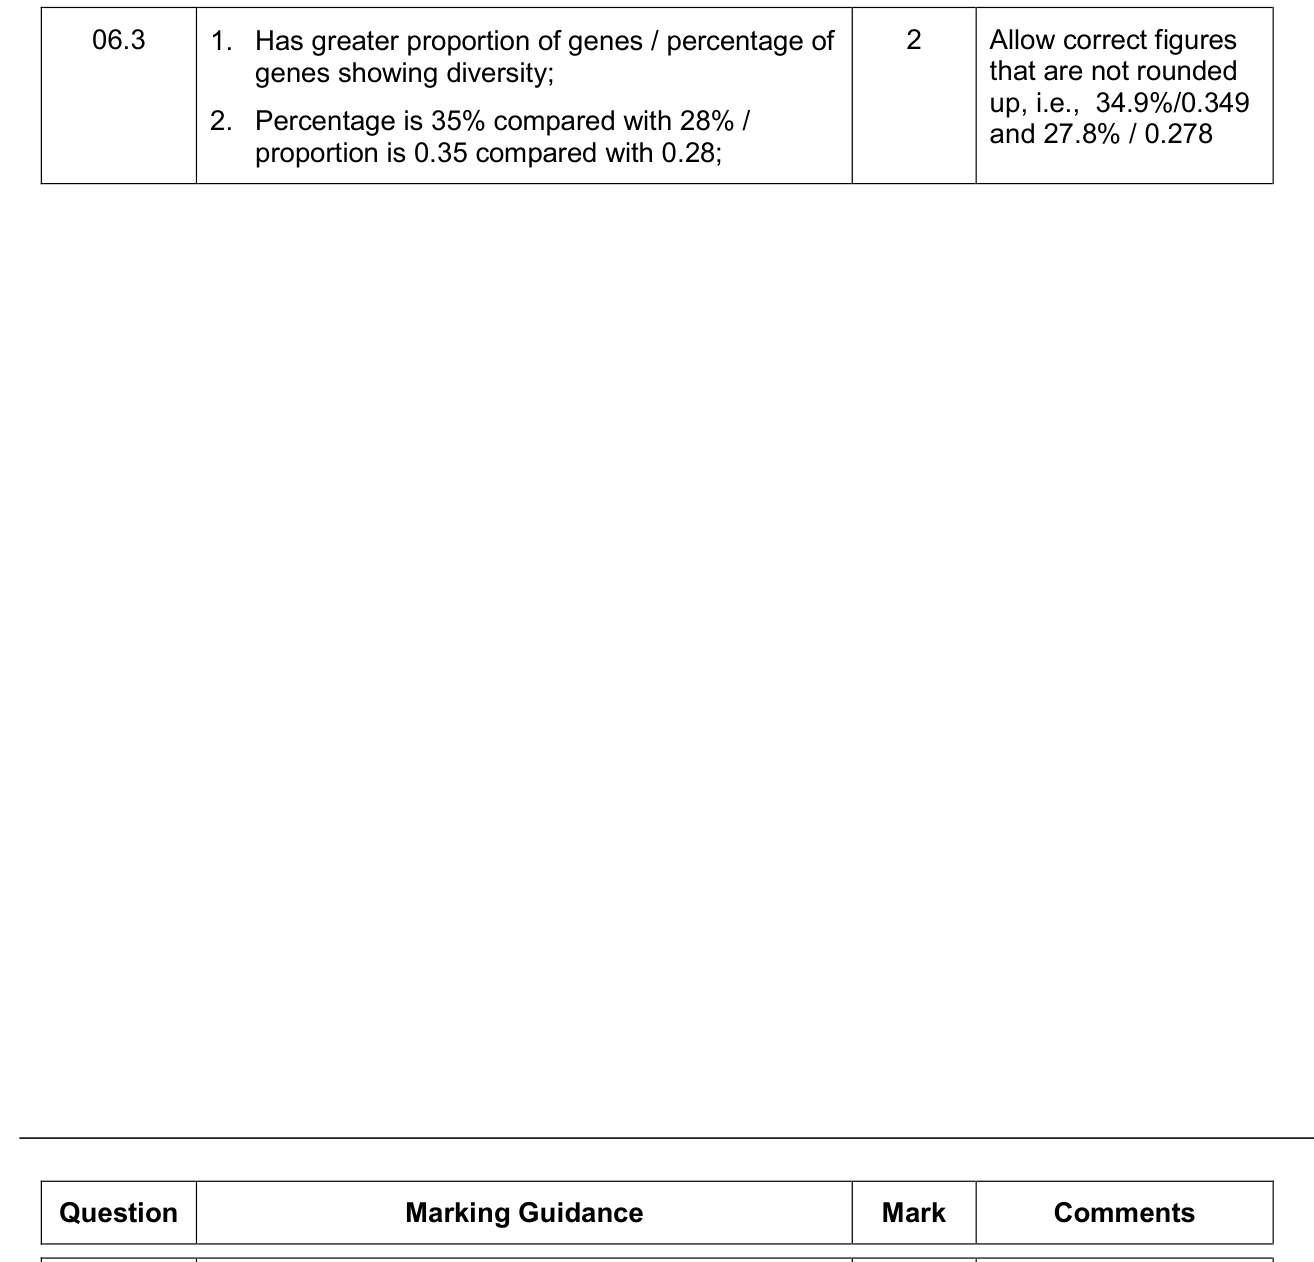 06.3
1. Has greater proportion of genes / percentage of
genes showing diversity;
2. Percentage is 35% compared with 28% /
proportion is 0.35 compared with 0.28;
2
Allow correct figures
that are not rounded
up, i.e., 34.9%/0.349
and 27.8% / 0.278
Question Marking Guidance Mark Comments